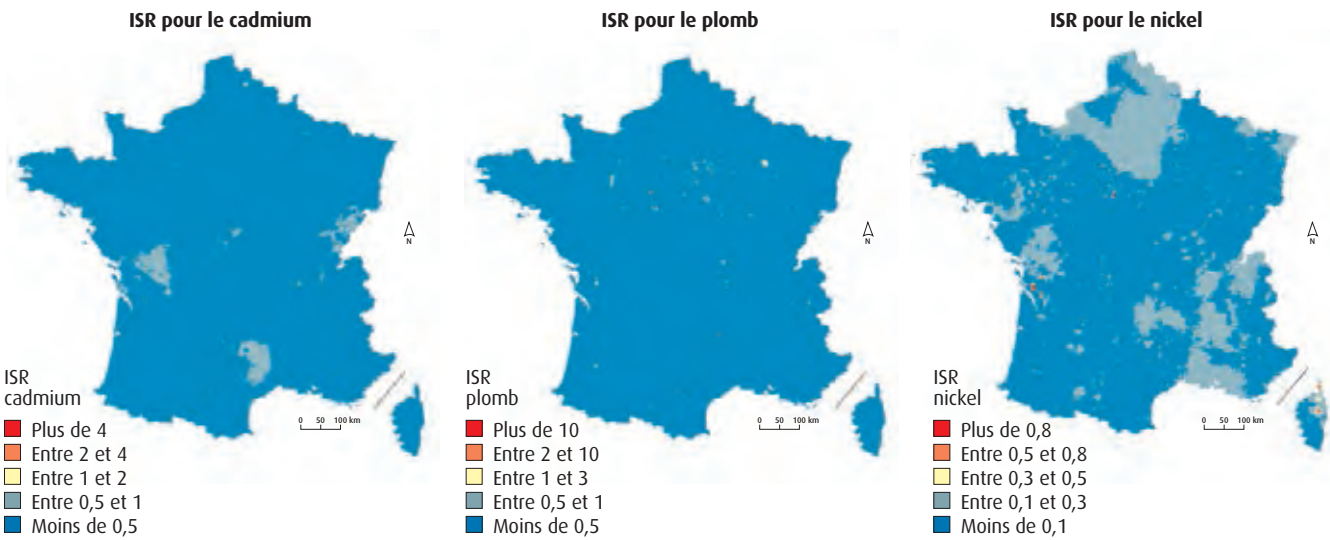 ISR pour le cadmium
N
ISR
cadmium
Plus de 4
Entre 2 et 4
Entre 1 et 2
Entre 0,5 et 1
Moins de 0,5
0 50 100 km
ISR pour le plomb
N
ISR
plomb
Plus de 10
Entre 2 et 10
Entre 1 et 3
Entre 0,5 et 1
Moins de 0,5
0 50 100 km
ISR pour le nickel
N
ISR
nickel
Plus de 0,8
Entre 0,5 et 0,8
Entre 0,3 et 0,5
Entre 0,1 et 0,3
Moins de 0,1
0 50 100 km